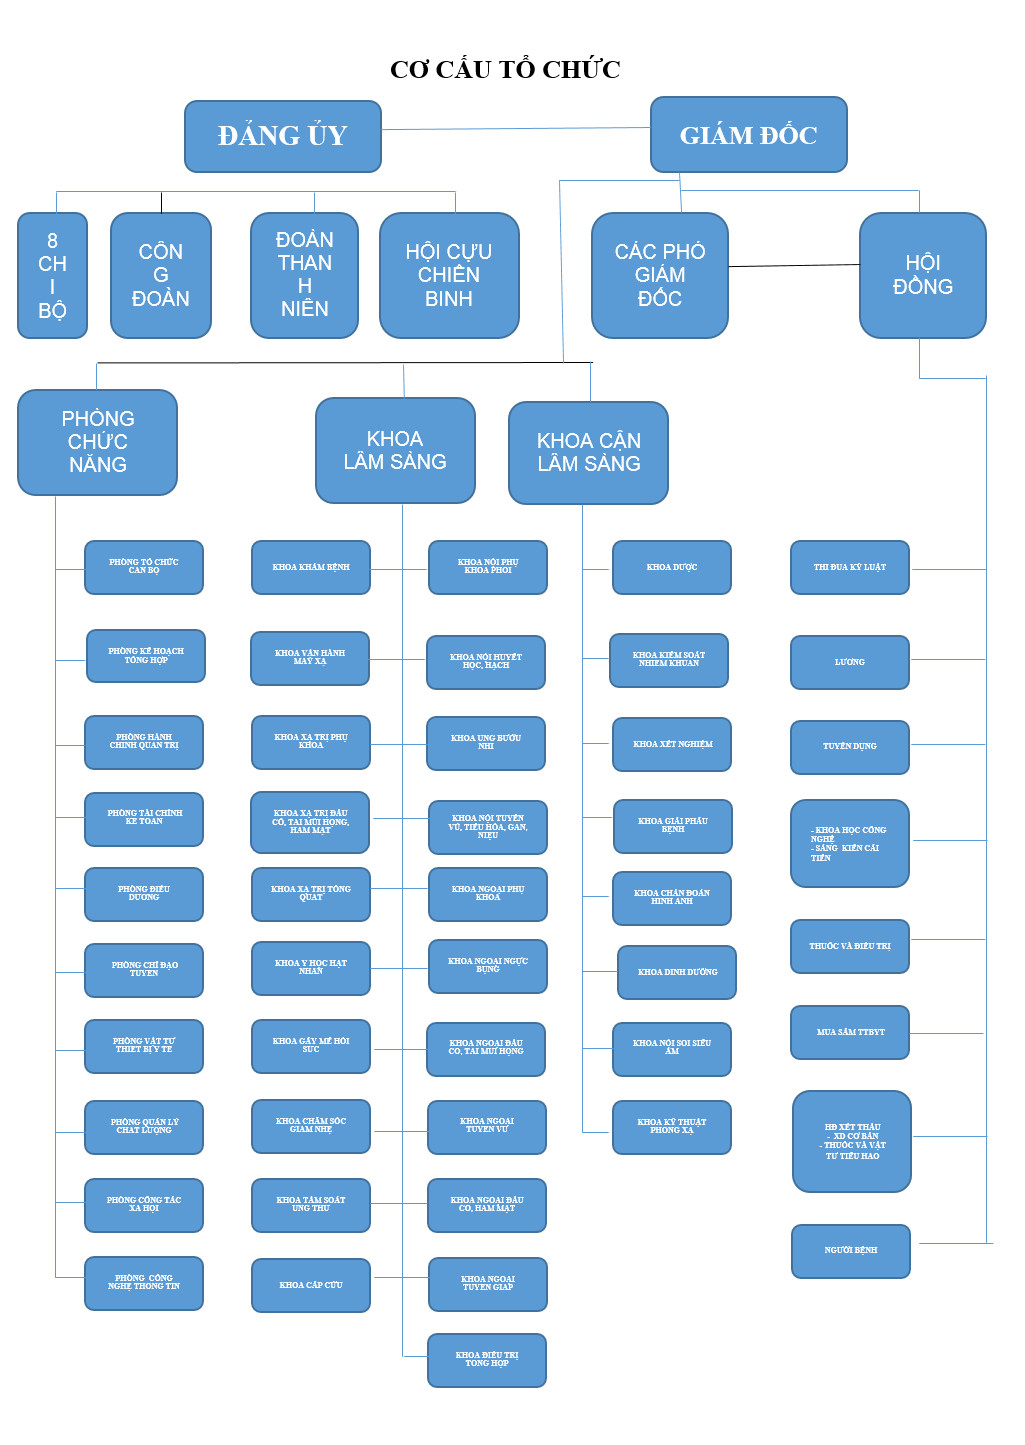 CƠ CẤU TỔ CHỨC
ĐẢNG ỦY
GIÁM ĐỐC
8
CH
I
BỘ
CÔN
G
ĐOÀN
ĐOÀN
THAN
H
NIÊN
HỘI CỰU
CHIẾN
BINH
CÁC PHÓ
GIÁM
ĐỐC
HỘI
ĐỒNG
PHÒNG
CHỨC
NĂNG
KHOA
LÂM SÀNG
KHOA CẬN
LÂM SÀNG
PHÒNG TỔ CHỨC
CÁN BỘ
PHÒNG KẾ HOẠCH
TỔNG HỢP
PHÒNG HÀNH
CHÍNH QUẢN TRỊ
PHÒNG TÀI CHÍNH
KẾ TOÁN
PHÒNG ĐIỀU
DƯỠNG
PHÒNG CHỈ ĐẠO
TUYẾN
PHÒNG VẬT TƯ
THIẾT BỊ Y TẾ
PHÒNG QUẢN LÝ
CHẤT LƯỢNG
PHÒNG CÔNG TÁC
XÃ HỘI
PHÒNG CÔNG
NGHỆ THÔNG TIN
KHOA KHÁM BỆNH
KHOA VẬN HÀNH
MÁY XẠ
KHOA XẠ TRỊ PHỤ
KHOA
KHOA XẠ TRỊ ĐẦU
CỔ, TAI MŨI HỌNG,
HÀM MẶT
KHOA XẠ TRỊ TỔNG
QUÁT
KHOA Y HỌC HẠT
NHÂN
KHOA GÂY MÊ HỒI
SỨC
KHOA CHĂM SÓC
GIẢM NHẸ
KHOA TẦM SOÁT
UNG THƯ
KHOA CẤP CỨU
KHOA NỘI PHỤ
KHOA PHỔI
KHOA NỘI HUYẾT
HỌC, HẠCH
KHOA UNG BƯỚU
NHI
KHOA NỘI TUYẾN
VÚ, TIÊU HÓA, GAN,
NIỆU
KHOA NGOẠI PHỤ
KHOA
KHOA NGOẠI NGỰC
BỤNG
KHOA NGOẠI ĐẦU
CỔ, TAI MŨI HỌNG
KHOA NGOẠI
TUYẾN VÚ
KHOA NGOẠI ĐẦU
CỔ, HÀM MẶT
KHOA NGOẠI
TUYẾN GIÁP
KHOA ĐIỀU TRỊ
TỔNG HỢP
KHOA DƯỢC
KHOA KIỂM SOÁT
NHIỄM KHUẨN
KHOA XÉT NGHIỆM
KHOA GIẢI PHẪU
BỆNH
KHOA CHẨN ĐOÁN
HÌNH ẢNH
KHOA DINH DƯỠNG
KHOA NỘI SOI SIÊU
ÂM
KHOA KỸ THUẬT
PHÓNG XẠ
THI ĐUA KỶ LUẬT
LƯƠNG
TUYỂN DỤNG
- KHOA HỌC CÔNG
NGHỆ
- SÁNG KIẾN CẢI
TIẾN
THUỐC VÀ ĐIỀU TRỊ
MUA SẮM TTBYT
HĐ XÉT THẦU
- XD CƠ BẢN
- THUỐC VÀ VẬT
TƯ TIÊU HAO
NGƯỜI BỆNH